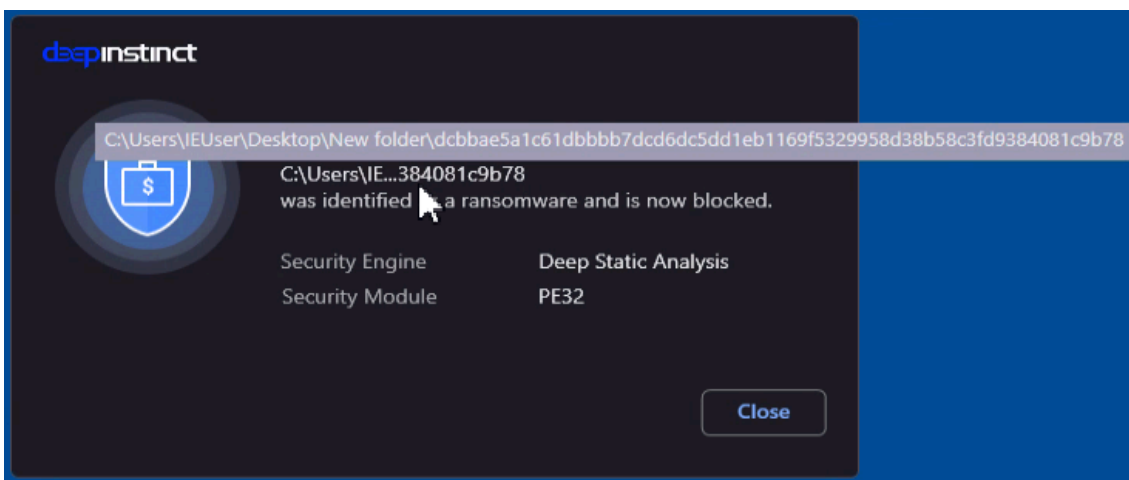 deepinstinct
C:\Users\IEUser\Desktop\New folder\dcbbae5a1c61dbbbb7dcd6dc5dd1eb1169f5329958d38b58c3fd9384081c9b78
$
C:\Users\IE...384081c9b78
was identified a ransomware and is now blocked.
Security Engine Deep Static Analysis
Security Module PE32
Close